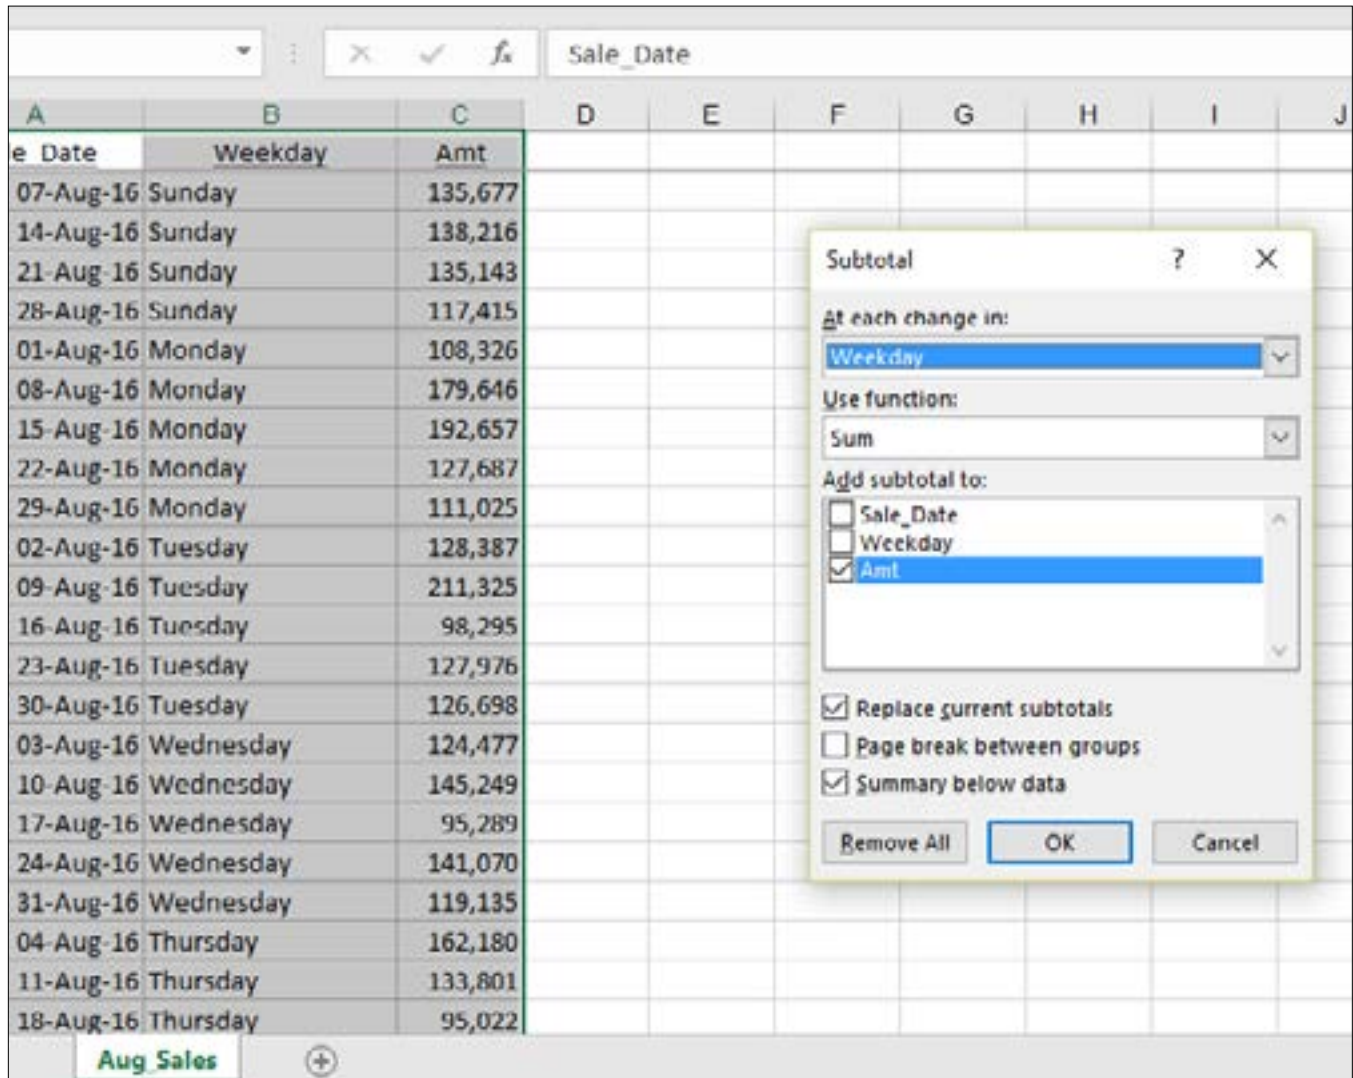 fx Sale_Date
A B C D E F G H I J
e_Date Weekday Amt
07-Aug-16 Sunday 135,677
14-Aug-16 Sunday 138,216
21-Aug-16 Sunday 135,143
28-Aug-16 Sunday 117,415
01-Aug-16 Monday 108,326
08-Aug-16 Monday 179,646
15-Aug-16 Monday 192,657
22-Aug-16 Monday 127,687
29-Aug-16 Monday 111,025
02-Aug-16 Tuesday 128,387
09-Aug-16 Tuesday 211,325
16-Aug-16 Tuesday 98,295
23-Aug-16 Tuesday 127,976
30-Aug-16 Tuesday 126,698
03-Aug-16 Wednesday 124,477
10-Aug-16 Wednesday 145,249
17-Aug-16 Wednesday 95,289
24-Aug-16 Wednesday 141,070
31-Aug-16 Wednesday 119,135
04-Aug-16 Thursday 162,180
11-Aug-16 Thursday 133,801
18-Aug-16 Thursday 95,022
Aug_Sales
Subtotal ?
At each change in:
Weekday
Use function:
Sum
Add subtotal to:
Sale_Date
Weekday
Amt
Replace current subtotals
Page break between groups
Summary below data
Remove All OK Cancel